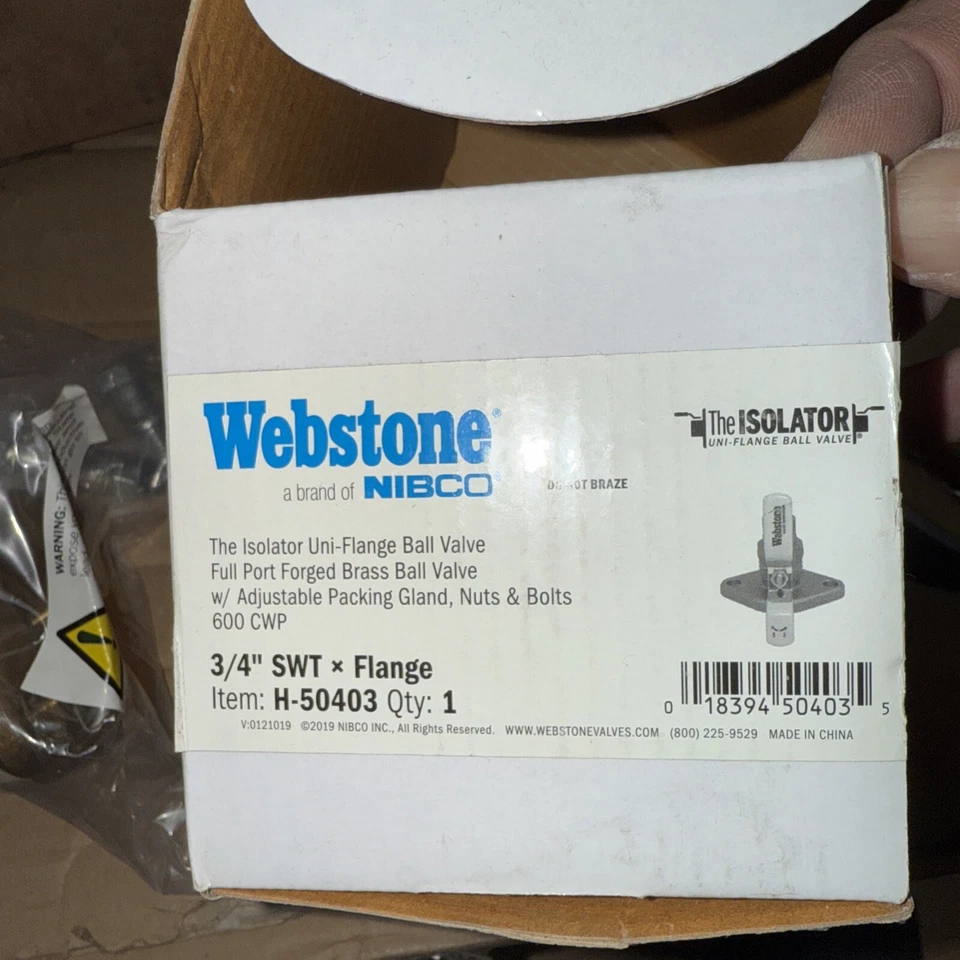 Webstone®
a brand of NIBCO®
The ISOLATOR®
UNI-FLANGE BALL VALVE
DO NOT BRAZE
The Isolator Uni-Flange Ball Valve
Full Port Forged Brass Ball Valve
w/ Adjustable Packing Gland, Nuts & Bolts
600 CWP
Webstone
3/4" SWT × Flange
Item: H-50403 Qty: 1
0 18394 50403 5
V:0121019 ©2019 NIBCO INC., All Rights Reserved. WWW.WEBSTONEVALVES.COM (800) 225-9529 MADE IN CHINA
WARNING:
expose